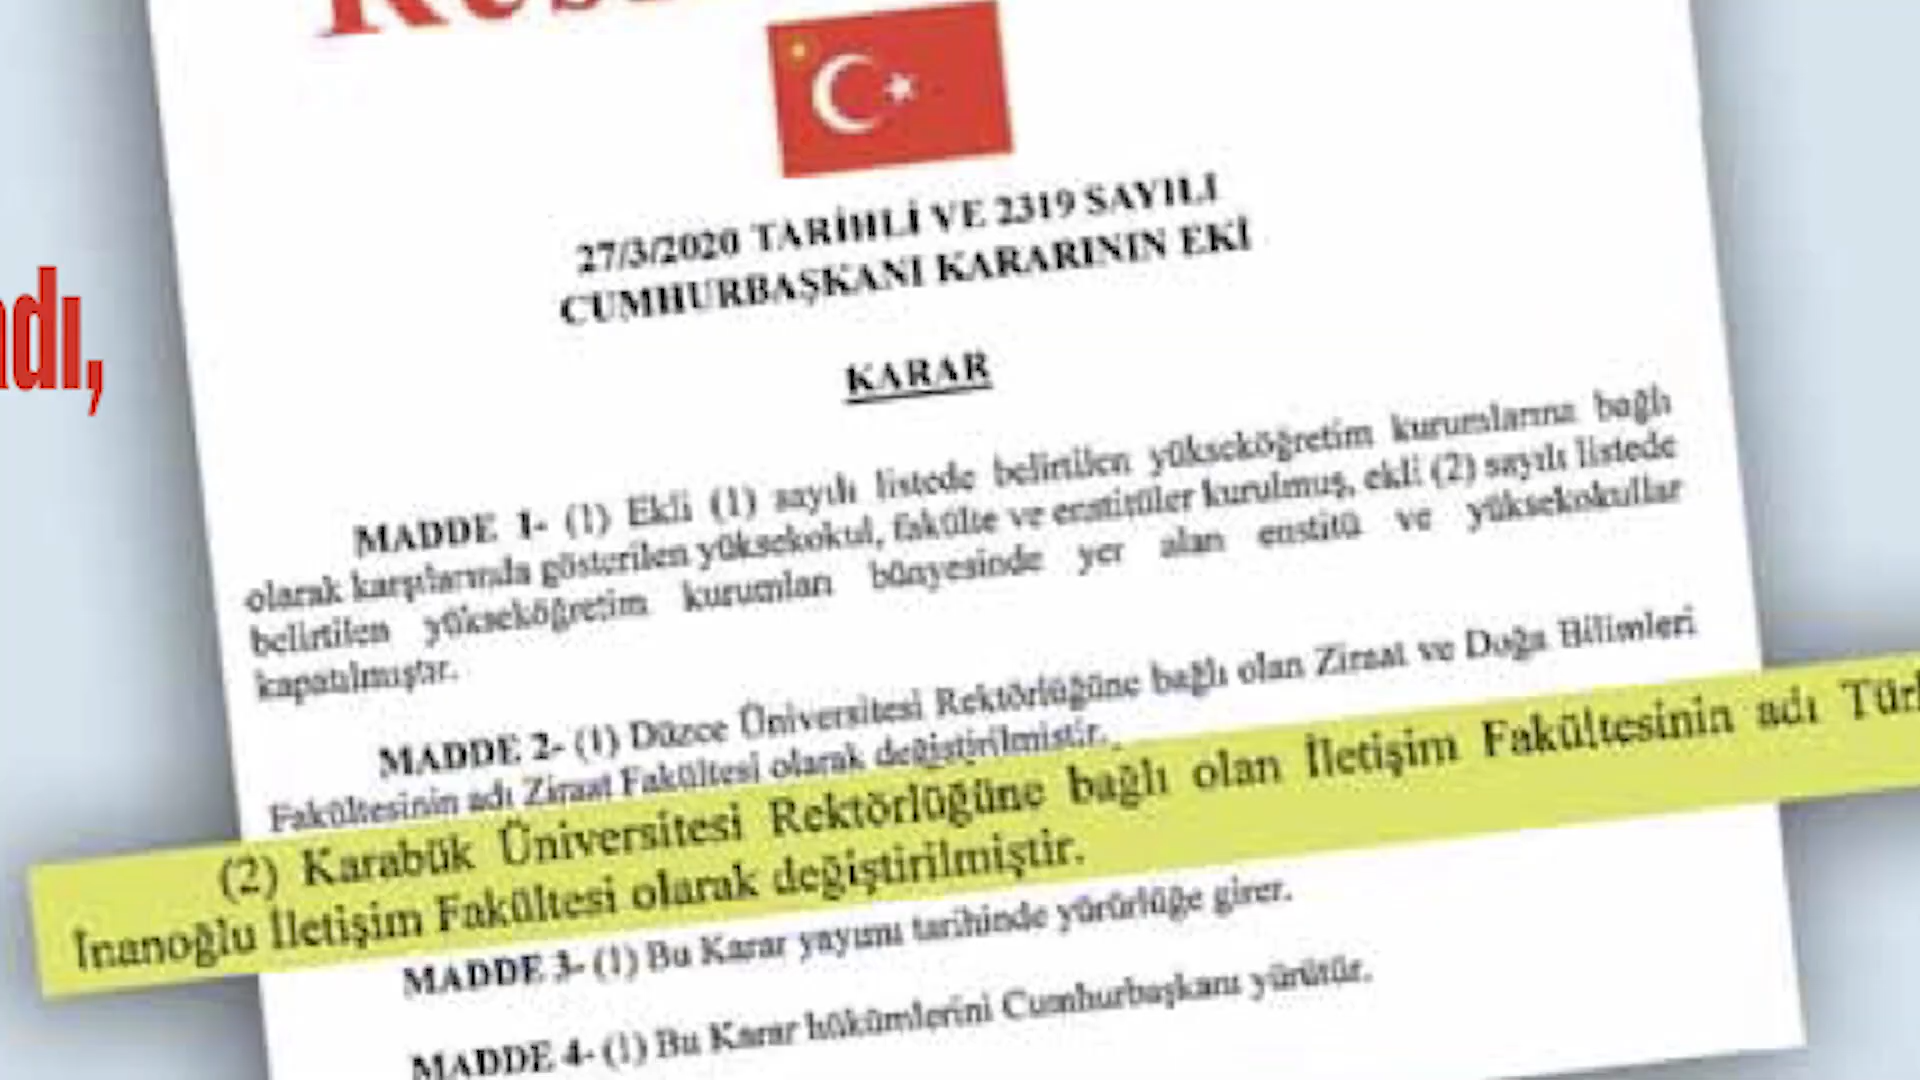 27/3/2020 TARİHLİ VE 2319 SAYILI
CUMHURBAŞKANI KARARININ EKİ
adı,
KARAR
MADDE 1- (1) Ekli (1) sayılı listede belirtilen yükseköğretim kurumlarına bağlı
olarak karşılarında gösterilen yüksekokul, fakülte ve enstitüler kurulmuş, ekli (2) sayılı listede
belirtilen yükseköğretim kurumları bünyesinde yer alan enstitü ve yüksekokullar
kapatılmıştır.
MADDE 2- (1) Düzce Üniversitesi Rektörlüğüne bağlı olan Ziraat ve Doğa Bilimleri
Fakültesinin adı Ziraat Fakültesi olarak değiştirilmiştir.
(2) Karabük Üniversitesi Rektörlüğüne bağlı olan İletişim Fakültesinin adı
İnanoğlu İletişim Fakültesi olarak değiştirilmiştir.
MADDE 3- (1) Bu Karar yayımı tarihinde yürürlüğe girer.
MADDE 4- (1) Bu Karar hükümlerini Cumhurbaşkanı yürütür.